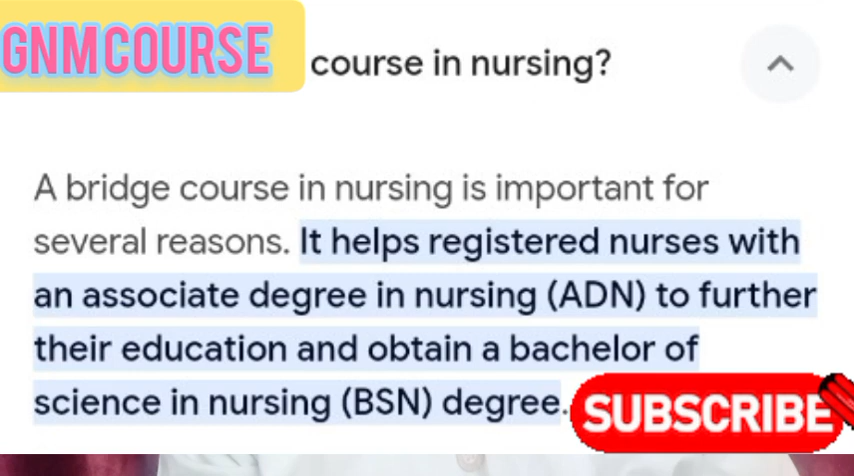 GNM COURSE
course in nursing?
A bridge course in nursing is important for
several reasons. It helps registered nurses with
an associate degree in nursing (ADN) to further
their education and obtain a bachelor of
science in nursing (BSN) degree.
SUBSCRIBE